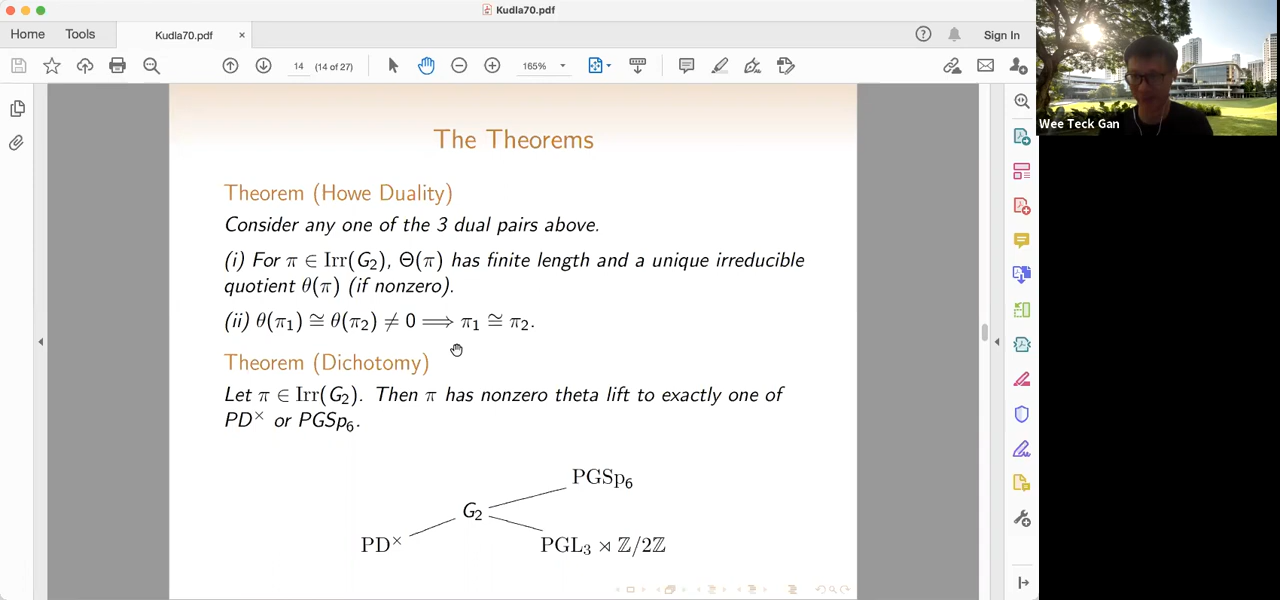 Kudla70.pdf
Home
Tools
Kudla70.pdf
×
Sign In
14
(14 of 27)
165%
Wee Teck Gan
The Theorems
Theorem (Howe Duality)
Consider any one of the 3 dual pairs above.
(i) For π ∈ Irr(G₂), Θ(π) has finite length and a unique irreducible
quotient θ(π) (if nonzero).
(ii) θ(π₁) ≅ θ(π₂) ≠ 0 ⟹ π₁ ≅ π₂.
Theorem (Dichotomy)
Let π ∈ Irr(G₂). Then π has nonzero theta lift to exactly one of
PD^× or PGSp₆.
PGSp₆
G₂
PD^×
PGL₃ ⋊ ℤ/2ℤ